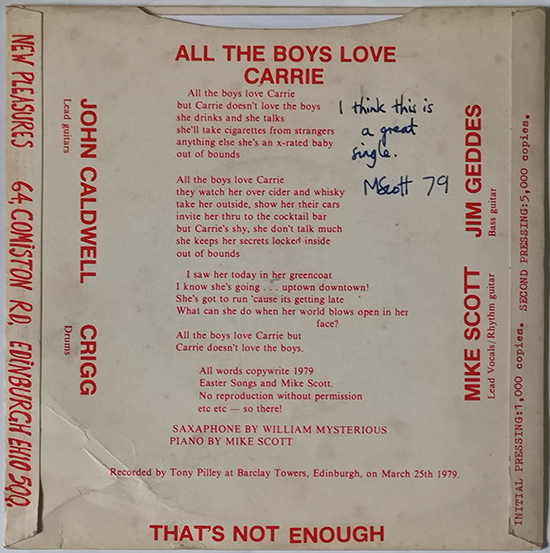 ALL THE BOYS LOVE
CARRIE
All the boys love Carrie
but Carrie doesn't love the boys
she drinks and she talks
she'll take cigarettes from strangers
anything else she's an x-rated baby
out of bounds
All the boys love Carrie
they watch her over cider and whisky
take her outside, show her their cars
invite her thru to the cocktail bar
but Carrie's shy, she don't talk much
she keeps her secrets locked inside
out of bounds
I saw her today in her greencoat
I know she's going . . . uptown downtown!
She's got to run 'cause its getting late
What can she do when her world blows open in her
face?
All the boys love Carrie but
Carrie doesn't love the boys.
All words copywrite 1979
Easter Songs and Mike Scott.
No reproduction without permission
etc etc — so there!
SAXAPHONE BY WILLIAM MYSTERIOUS
PIANO BY MIKE SCOTT
Recorded by Tony Pilley at Barclay Towers, Edinburgh, on March 25th 1979.
THAT'S NOT ENOUGH
I think this is
a great
single.
MScott 79
NEW PLEASURES 64, COMISTON RD, EDINBURGH EH10 5QQ.
JOHN CALDWELL
Lead guitars
CRIGG
Drums
JIM GEDDES
Bass guitar
MIKE SCOTT
Lead Vocals/Rhythm guitar
INITIAL PRESSING:1,000 copies. SECOND PRESSING:5,000 copies.